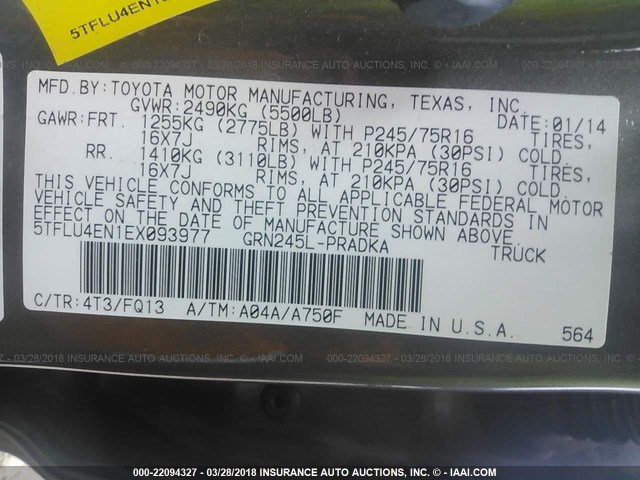 5TFLU4EN1
MFD.BY:TOYOTA MOTOR MANUFACTURING, TEXAS, INC.
GVWR:2490KG (5500LB) DATE:01/14
GAWR:FRT. 1255KG (2775LB) WITH P245/75R16 TIRES,
16X7J RIMS, AT 210KPA (30PSI) COLD
RR. 1410KG (3110LB) WITH P245/75R16 TIRES,
16X7J RIMS, AT 210KPA (30PSI) COLD
THIS VEHICLE CONFORMS TO ALL APPLICABLE FEDERAL MOTOR
VEHICLE SAFETY AND THEFT PREVENTION STANDARDS IN
EFFECT ON THE DATE OF MANUFACTURE SHOWN ABOVE.
5TFLU4EN1EX093977 GRN245L-PRADKA TRUCK
C/TR:4T3/FQ13 A/TM:A04A/A750F MADE IN U.S.A. 564
000-22094327 - 03/28/2018 - INSURANCE AUTO AUCTIONS - © - IAAI.COM